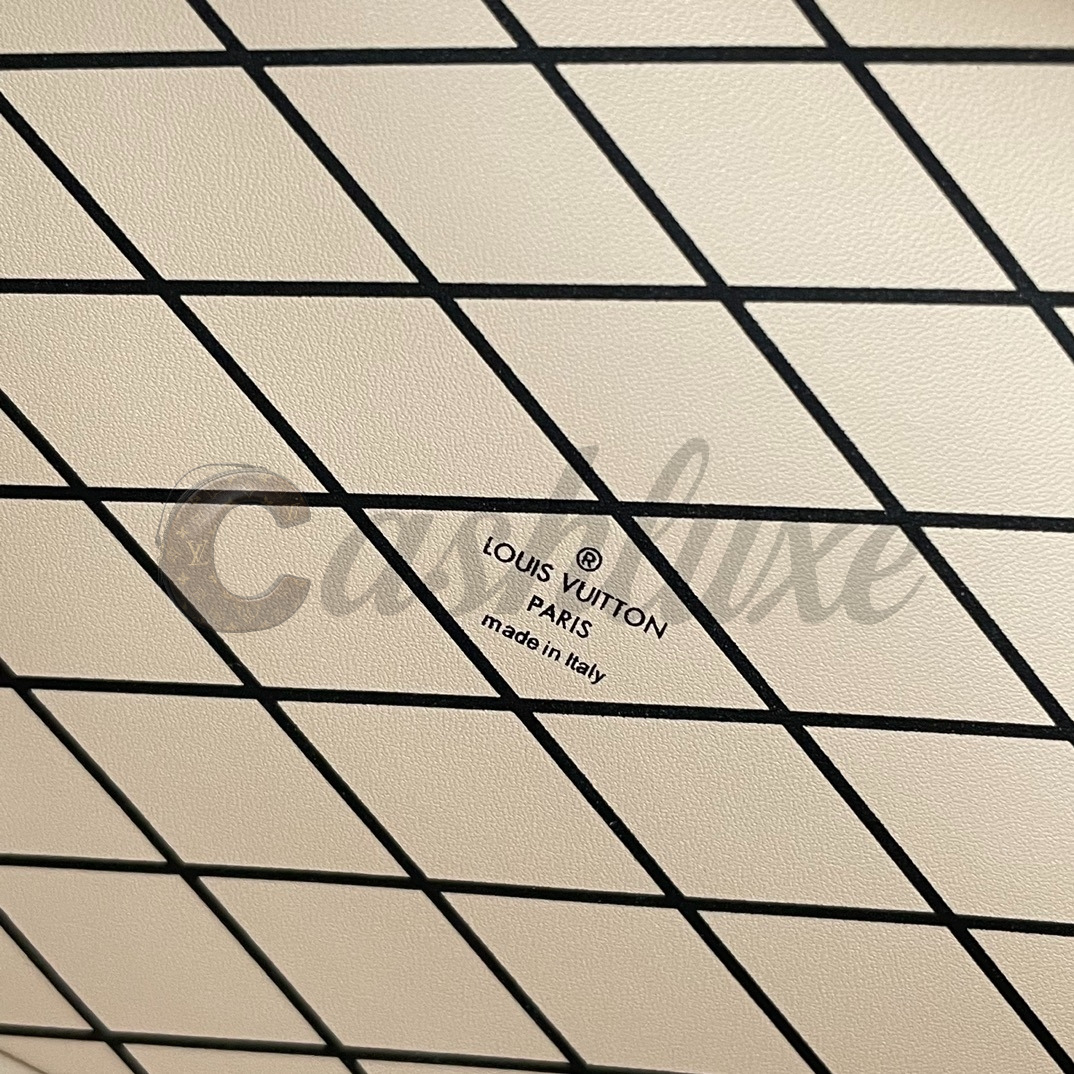 Cashluxe
®
LOUIS VUITTON
PARIS
made in Italy